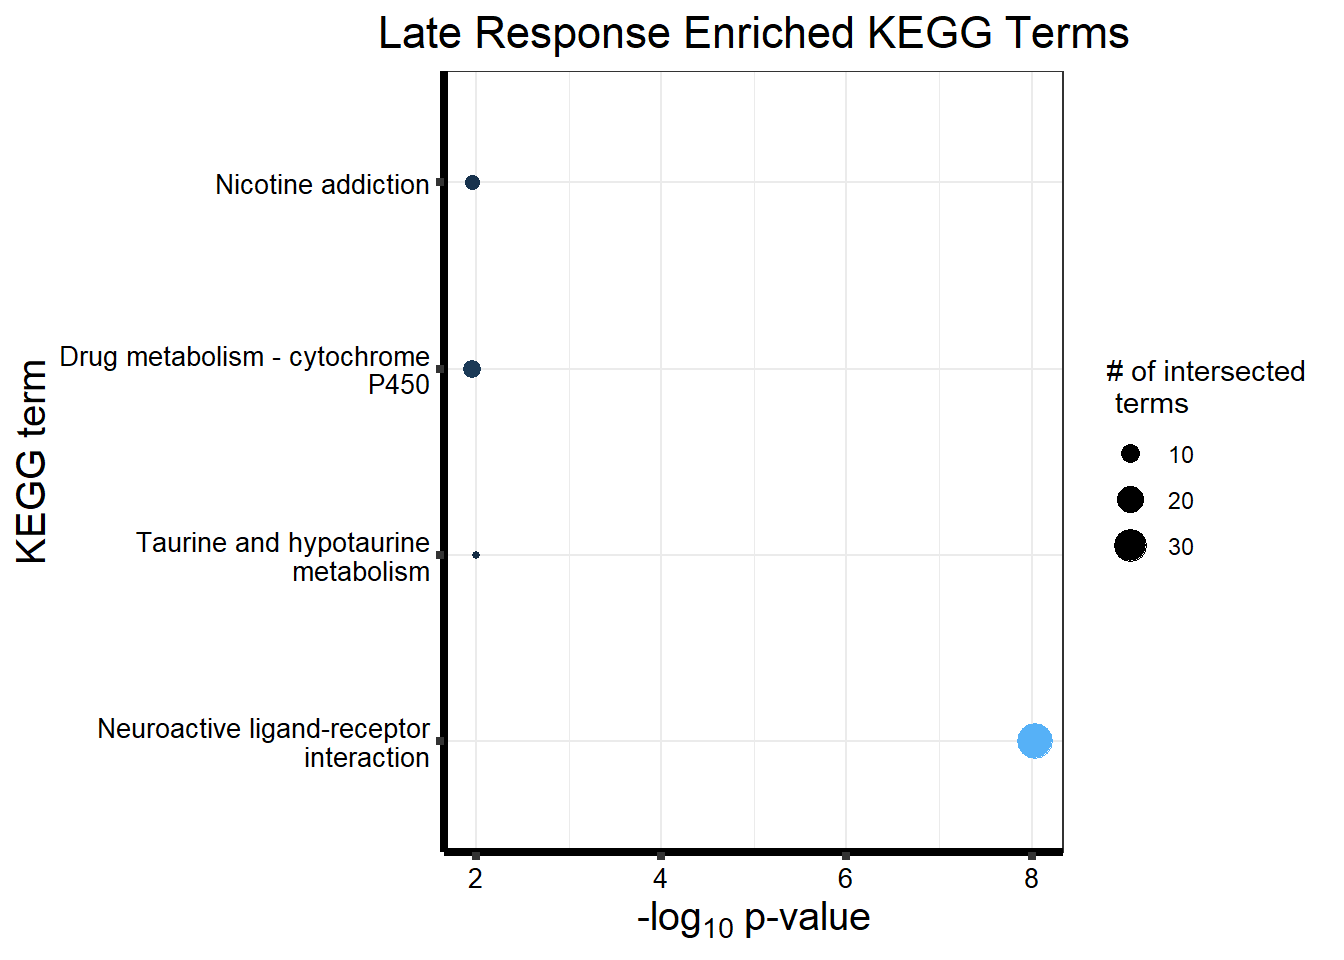 Late Response Enriched KEGG Terms
Nicotine addiction
Drug metabolism - cytochrome
P450
Taurine and hypotaurine
metabolism
Neuroactive ligand-receptor
interaction
KEGG term
2 4 6 8
-log10 p-value
# of intersected
terms
10
20
30